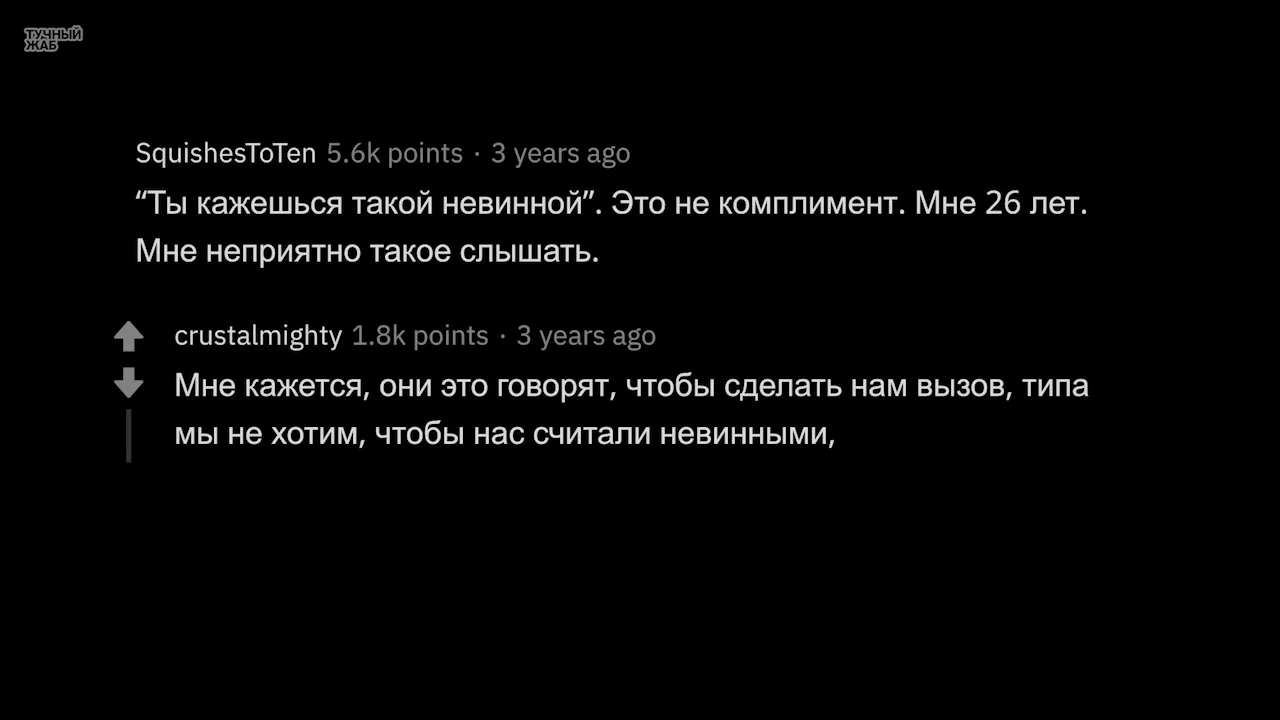 ТУЧНЫЙ
ЖАБ
SquishesToTen 5.6k points · 3 years ago
“Ты кажешься такой невинной”. Это не комплимент. Мне 26 лет.
Мне неприятно такое слышать.
crustalmighty 1.8k points · 3 years ago
Мне кажется, они это говорят, чтобы сделать нам вызов, типа
мы не хотим, чтобы нас считали невинными,